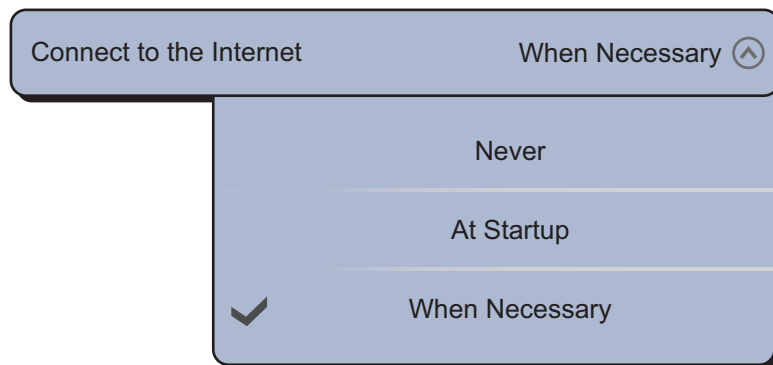 Connect to the Internet When Necessary
Never
At Startup
When Necessary